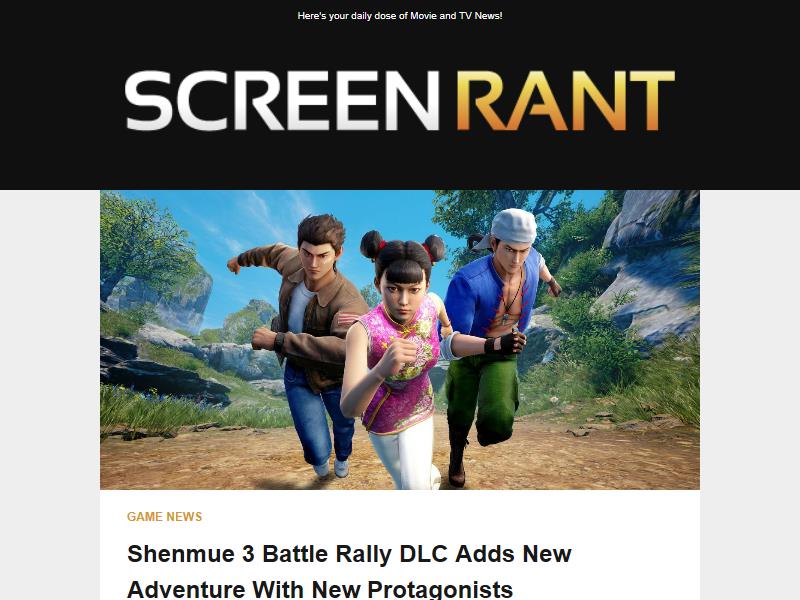 Here's your daily dose of Movie and TV News!
SCREEN RANT
GAME NEWS
Shenmue 3 Battle Rally DLC Adds New
Adventure With New Protagonists